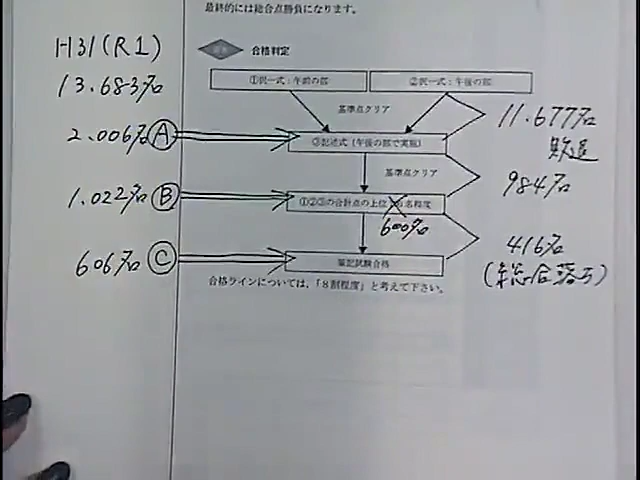 最終的には総合点勝負になります。
H31(R1)
合格判定
13.683名
①択一式：午前の部
②択一式：午後の部
基準点クリア
11.677名
敗退
2.006名 Ⓐ
③記述式（午後の部で実施）
基準点クリア
984名
1.022名 Ⓑ
①②③の合計点の上位 名程度
600名
416名
(総合落ち)
606名 Ⓒ
筆記試験合格
合格ラインについては、「８割程度」と考えて下さい。